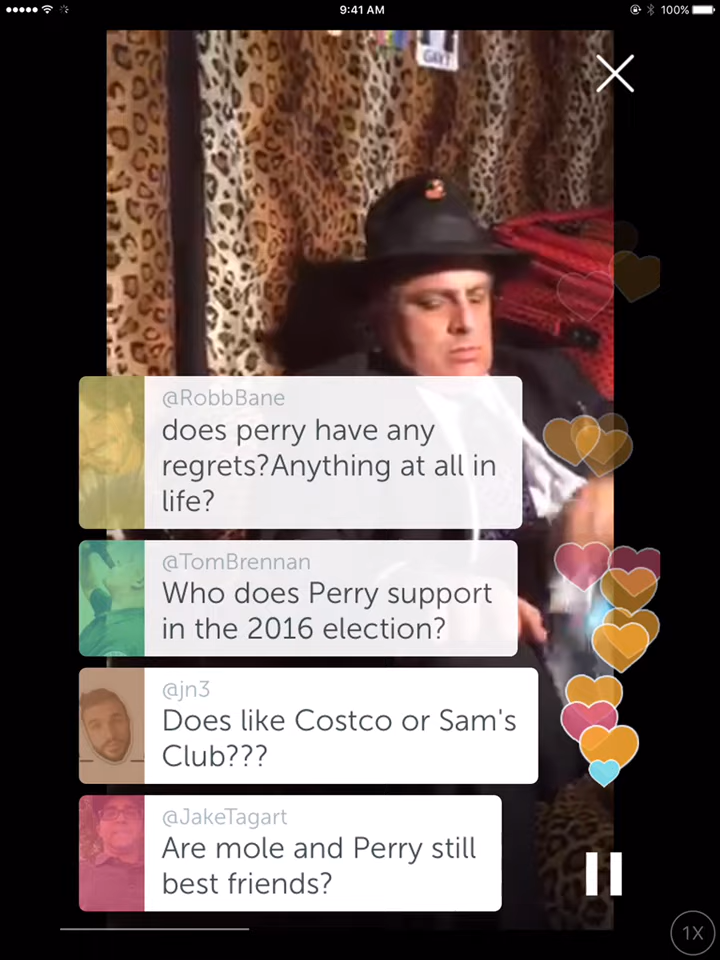 9:41 AM
100%
GAVT
@RobbBane
does perry have any
regrets?Anything at all in
life?
@TomBrennan
Who does Perry support
in the 2016 election?
@jn3
Does like Costco or Sam's
Club???
@JakeTagart
Are mole and Perry still
best friends?
1X